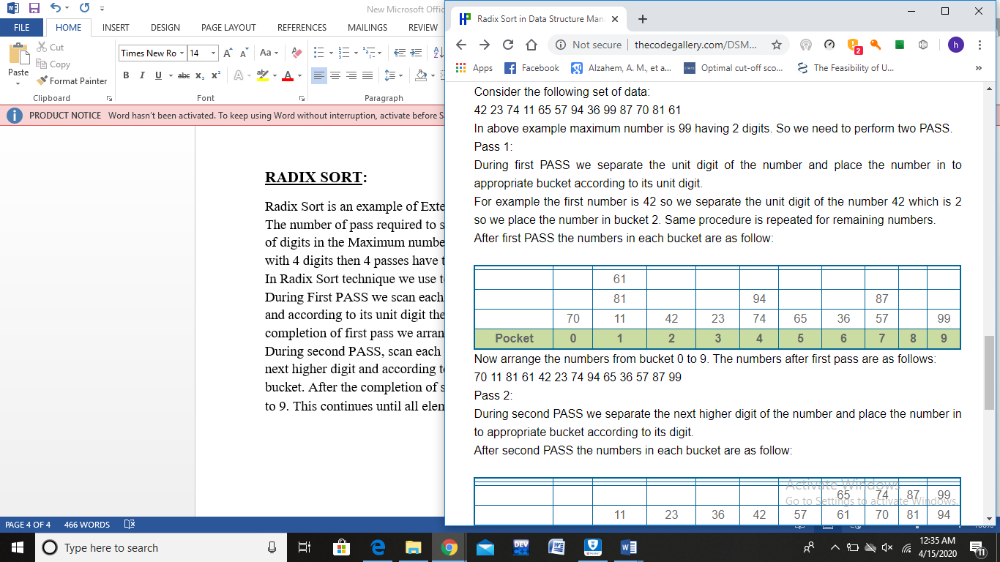 New Microsoft Offic
FILE HOME INSERT DESIGN PAGE LAYOUT REFERENCES MAILINGS REVIEW
Cut
Copy
Format Painter
Paste
Times New Ro 14
Clipboard Font Paragraph
PRODUCT NOTICE Word hasn't been activated. To keep using Word without interruption, activate before S
RADIX SORT:
Radix Sort is an example of Exte
The number of pass required to s
of digits in the Maximum numbe
with 4 digits then 4 passes have t
In Radix Sort technique we use t
During First PASS we scan each
and according to its unit digit the
completion of first pass we arran
During second PASS, scan each
next higher digit and according to
bucket. After the completion of s
to 9. This continues until all elem
PAGE 4 OF 4 466 WORDS
Radix Sort in Data Structure Man
Not secure thecodegallery.com/DSM...
Apps Facebook Alzahem, A. M., et a... Optimal cut-off sco... The Feasibility of U...
Consider the following set of data:
42 23 74 11 65 57 94 36 99 87 70 81 61
In above example maximum number is 99 having 2 digits. So we need to perform two PASS.
Pass 1:
During first PASS we separate the unit digit of the number and place the number in to
appropriate bucket according to its unit digit.
For example the first number is 42 so we separate the unit digit of the number 42 which is 2
so we place the number in bucket 2. Same procedure is repeated for remaining numbers.
After first PASS the numbers in each bucket are as follow:
61
81 94 87
70 11 42 23 74 65 36 57 99
Pocket 0 1 2 3 4 5 6 7 8 9
Now arrange the numbers from bucket 0 to 9. The numbers after first pass are as follows:
70 11 81 61 42 23 74 94 65 36 57 87 99
Pass 2:
During second PASS we separate the next higher digit of the number and place the number in
to appropriate bucket according to its digit.
After second PASS the numbers in each bucket are as follow:
65 74 87 99
11 23 36 42 57 61 70 81 94
Activate Windows
Go to Settings to activate Windows.
Type here to search
12:35 AM
4/15/2020